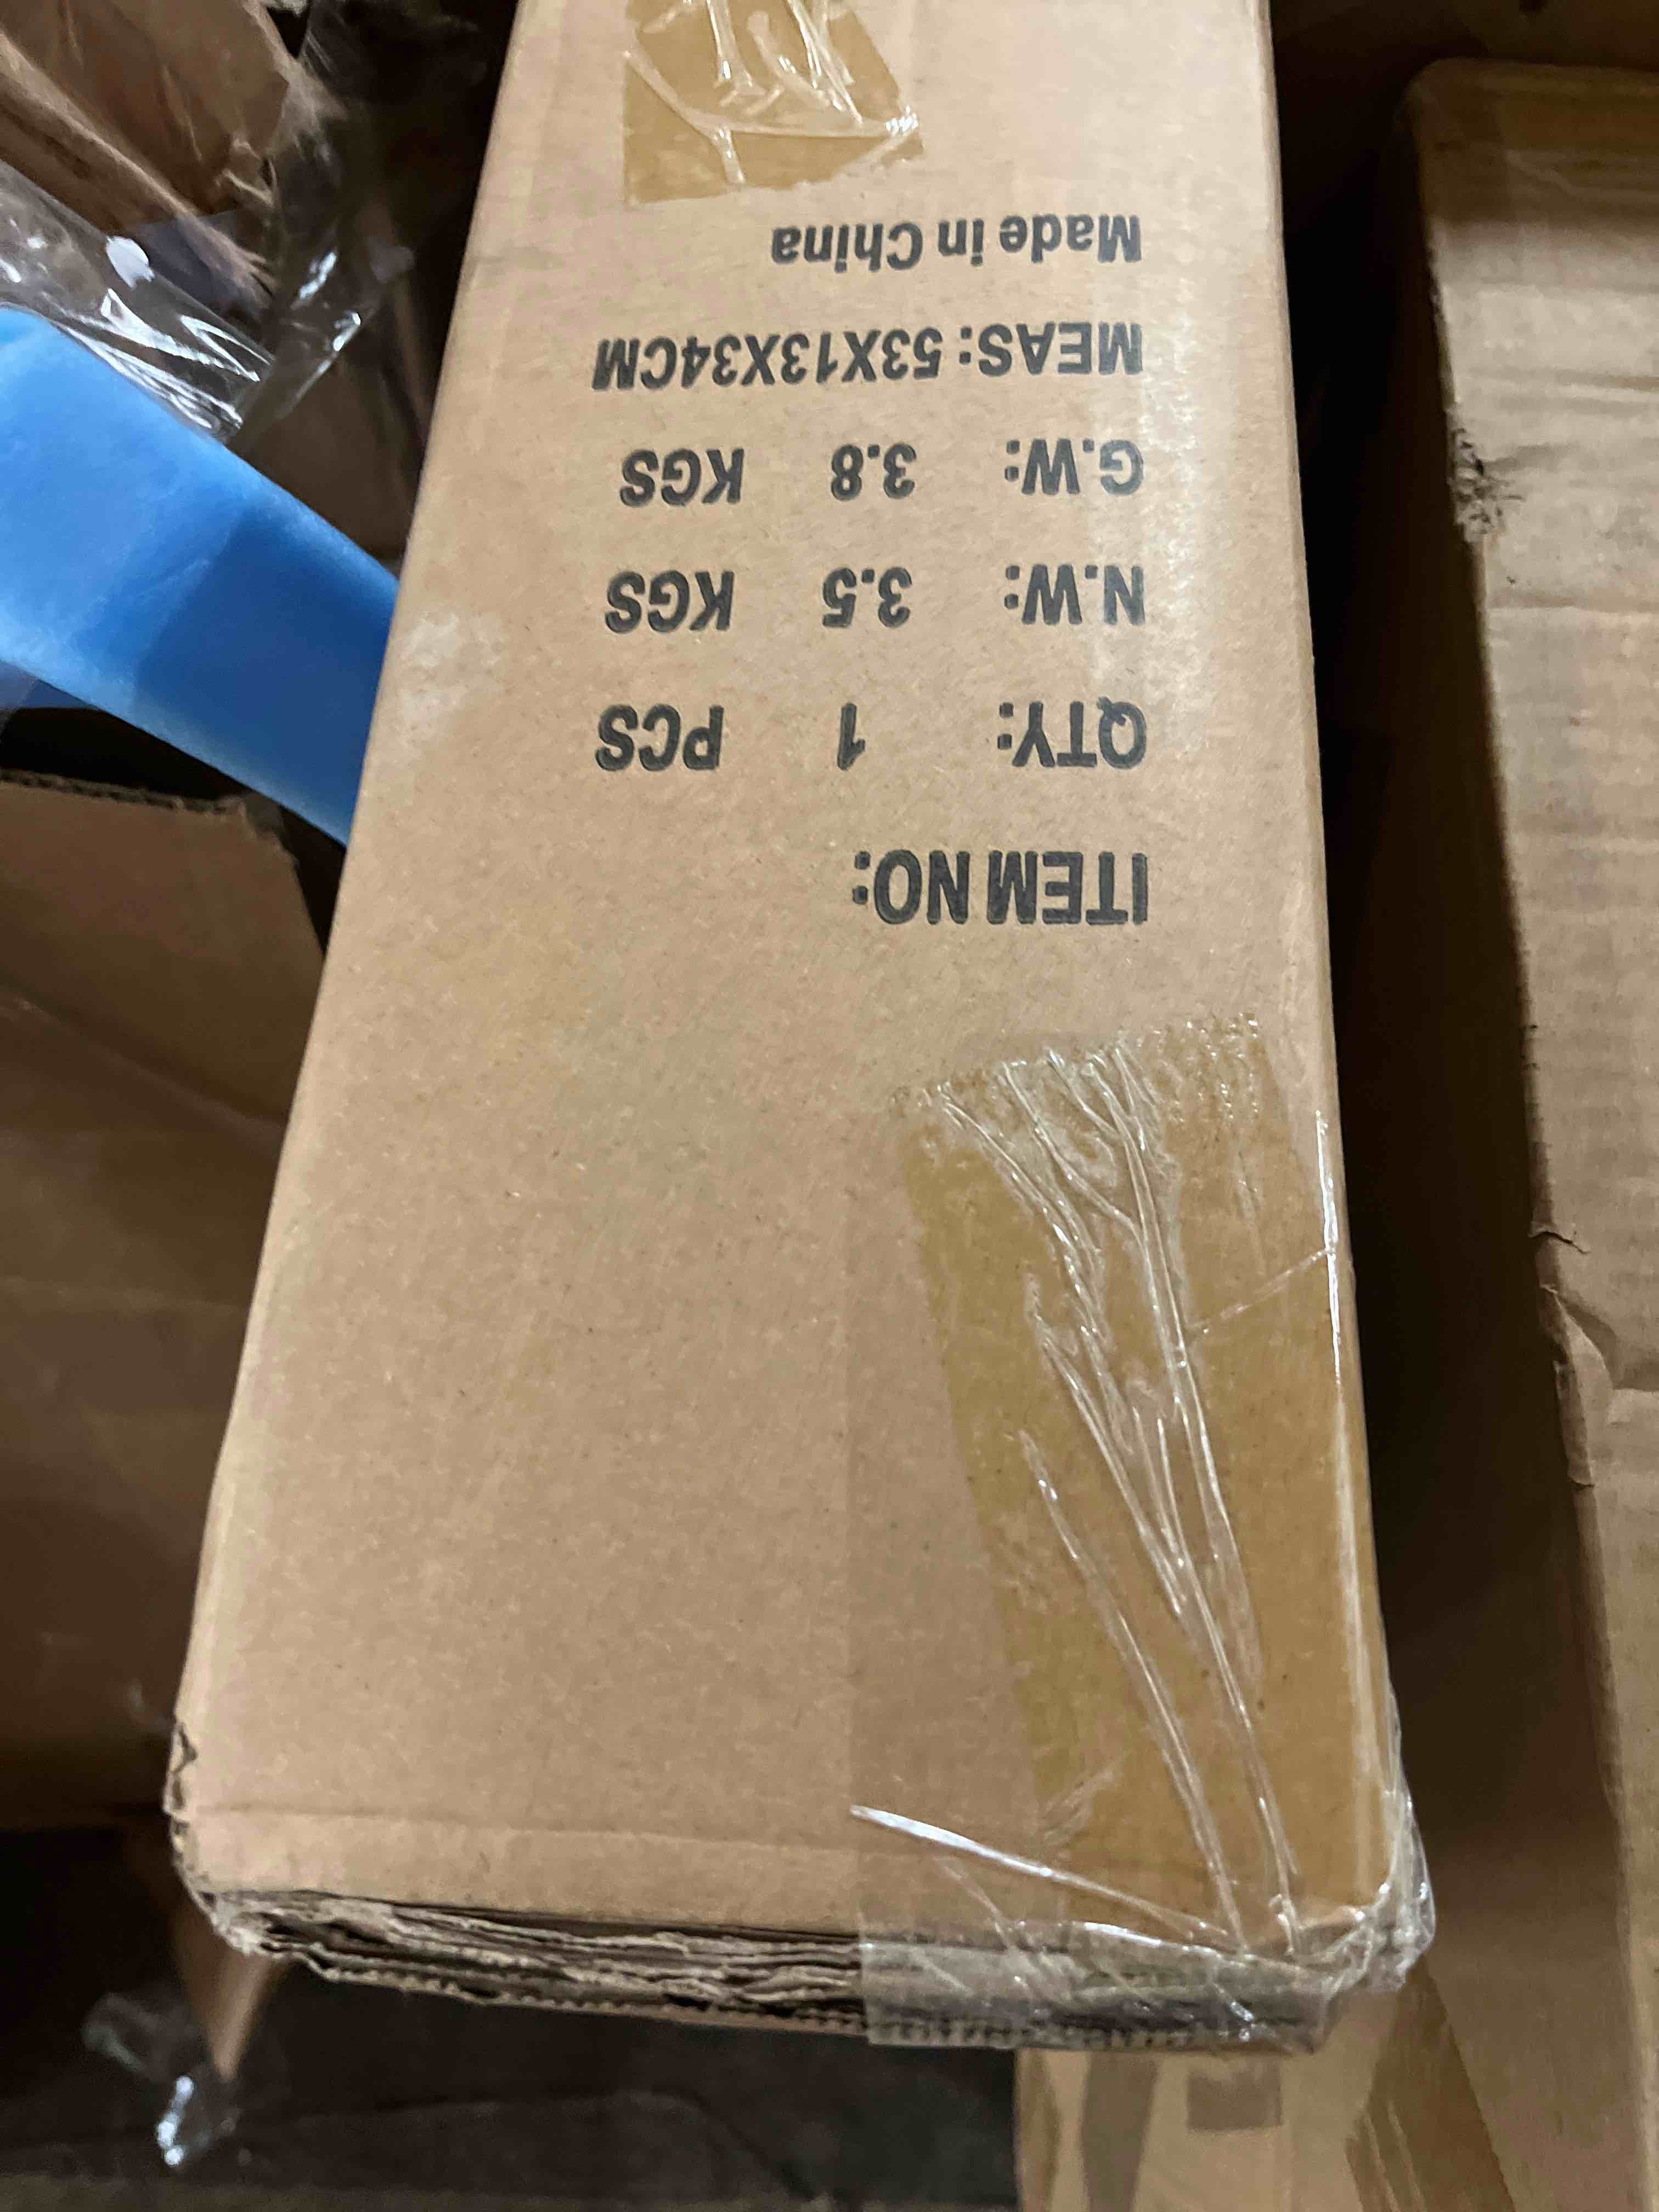 ITEM NO:
QTY: 1 PCS
N.W: 3.5 KGS
G.W: 3.8 KGS
MEAS: 53X13X34CM
Made in China